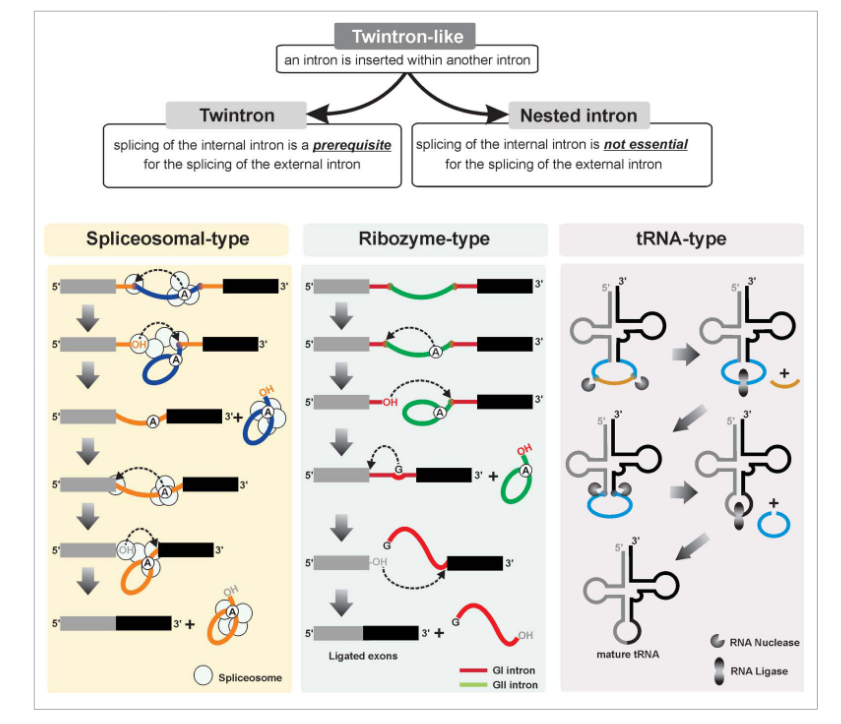 Twintron-like
an intron is inserted within another intron
Twintron
Nested intron
splicing of the internal intron is a prerequisite
for the splicing of the external intron
splicing of the internal intron is not essential
for the splicing of the external intron
Spliceosomal-type
5' A 3'
5' OH A 3'
5' A 3' + OH A
5' A 3'
5' OH A 3'
5' 3' + OH A
Spliceosome
Ribozyme-type
5' 3'
5' A 3'
5' OH A 3'
5' G 3' + OH A
5' -OH G 3'
5' 3' + G OH
Ligated exons
GI intron
GII intron
tRNA-type
5' 3'
5' 3'
+
5' 3'
5' 3'
+
5' 3'
mature tRNA
RNA Nuclease
RNA Ligase